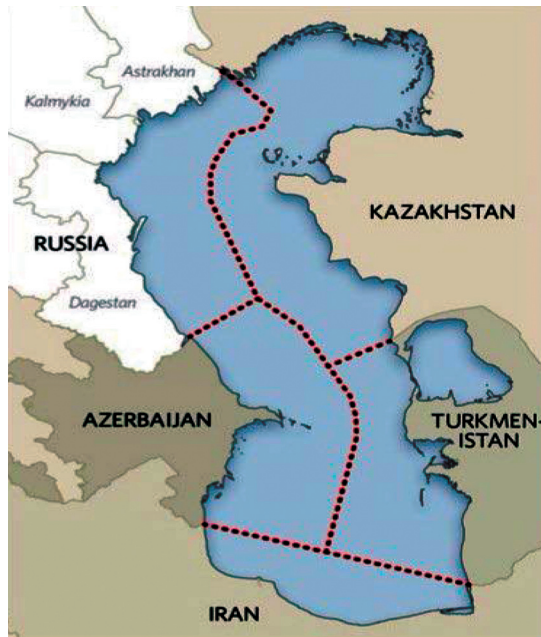 Astrakhan
Kalmykia
KAZAKHSTAN
RUSSIA
Dagestan
AZERBAIJAN
TURKMEN-
ISTAN
IRAN